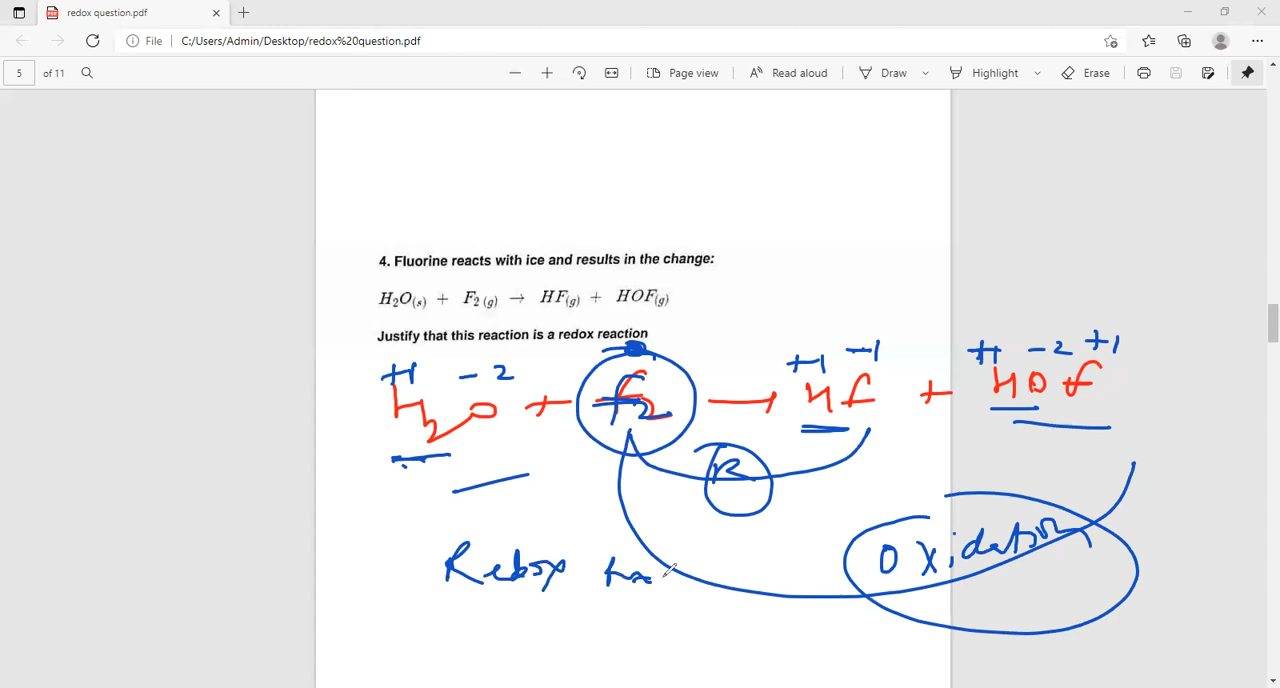 redox question.pdf
File C:/Users/Admin/Desktop/redox%20question.pdf
5 of 11 Page view Read aloud Draw Highlight Erase
4. Fluorine reacts with ice and results in the change:
H₂O(s) + F₂ (g) → HF(g) + HOF(g)
Justify that this reaction is a redox reaction
+1 -2 +1 -1 +1 -2 +1
H₂O + F₂ → HF + HOF
R
Oxidation
Redox